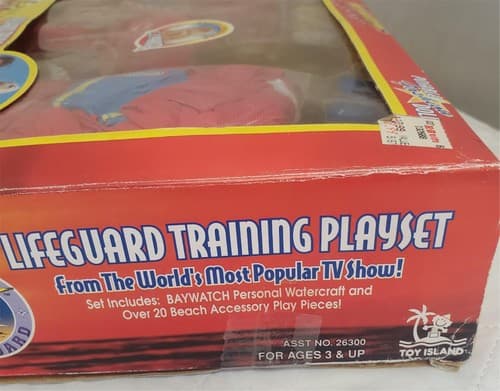 LIFEGUARD TRAINING PLAYSET
From The World's Most Popular TV Show!
Set Includes: BAYWATCH Personal Watercraft and
Over 20 Beach Accessory Play Pieces!
ASST NO. 26300
FOR AGES 3 & UP
TOY ISLAND